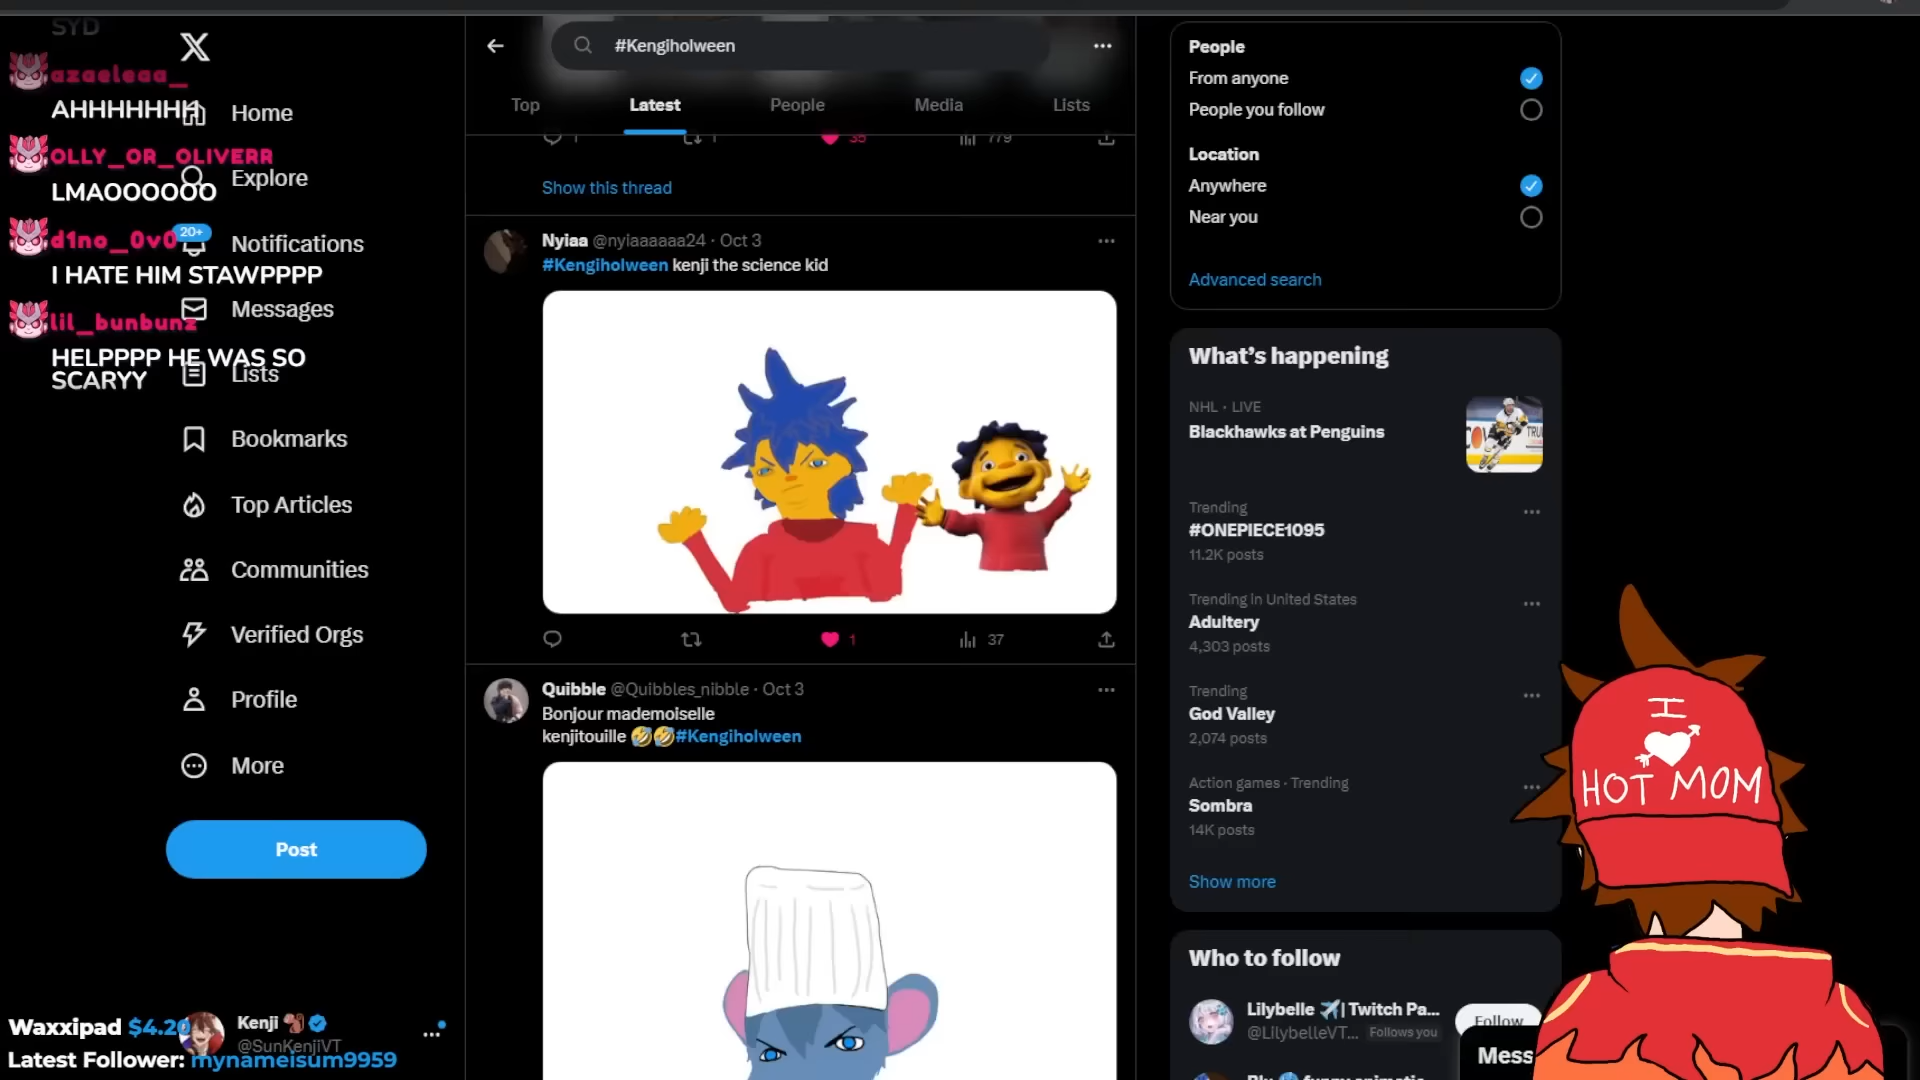 SYD
azaeleaa_
AHHHHHHH
OLLY_OR_OLIVERR
LMAOOOOOO
d1no_0v0
I HATE HIM STAWPPPP
lil_bunbunz
HELPPPP HE WAS SO
SCARYY
Home
Explore
20+
Notifications
Messages
Lists
Bookmarks
Top Articles
Communities
Verified Orgs
Profile
More
Post
Waxxipad $4.20
Kenji
@SunKenjiVT
Latest Follower: mynameisum9959
#Kengiholween
Top
Latest
People
Media
Lists
1
1
35
779
Show this thread
Nyiaa @nyiaaaaaa24 · Oct 3
#Kengiholween kenji the science kid
1
37
Quibble @Quibbles_nibble · Oct 3
Bonjour mademoiselle
kenjitouille 🤣🤣#Kengiholween
People
From anyone
People you follow
Location
Anywhere
Near you
Advanced search
What's happening
NHL · LIVE
Blackhawks at Penguins
Trending
#ONEPIECE1095
11.2K posts
Trending in United States
Adultery
4,303 posts
Trending
God Valley
2,074 posts
Action games · Trending
Sombra
14K posts
Show more
Who to follow
Lilybelle ✈️| Twitch Pa...
@LilybelleVT... Follows you
Follow
Mess
I
HOT MOM